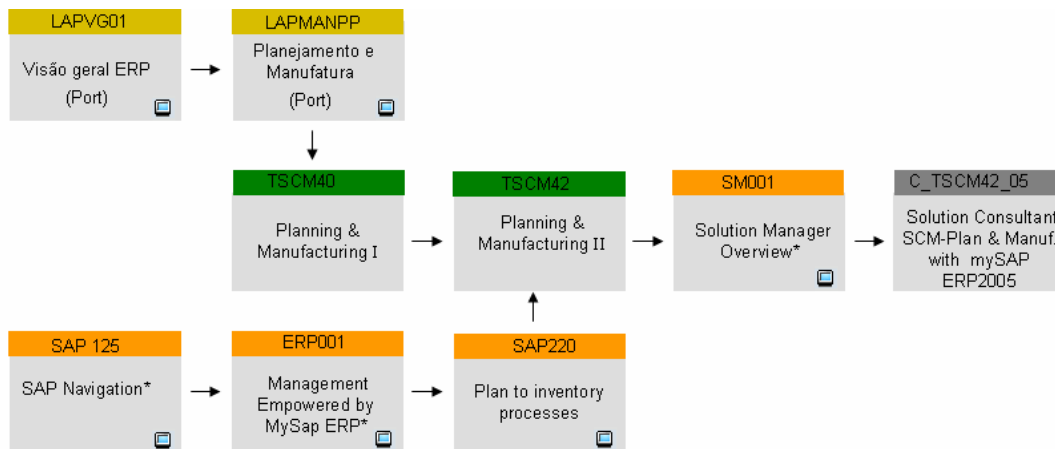 LAPVG01
Visão geral ERP
(Port)
LAPMANPP
Planejamento e
Manufatura
(Port)
TSCM40
Planning &
Manufacturing I
TSCM42
Planning &
Manufacturing II
SM001
Solution Manager
Overview*
C_TSCM42_05
Solution Consultant
SCM-Plan & Manuf.
with mySAP
ERP2005
SAP 125
SAP Navigation*
ERP001
Management
Empowered by
MySap ERP*
SAP220
Plan to inventory
processes